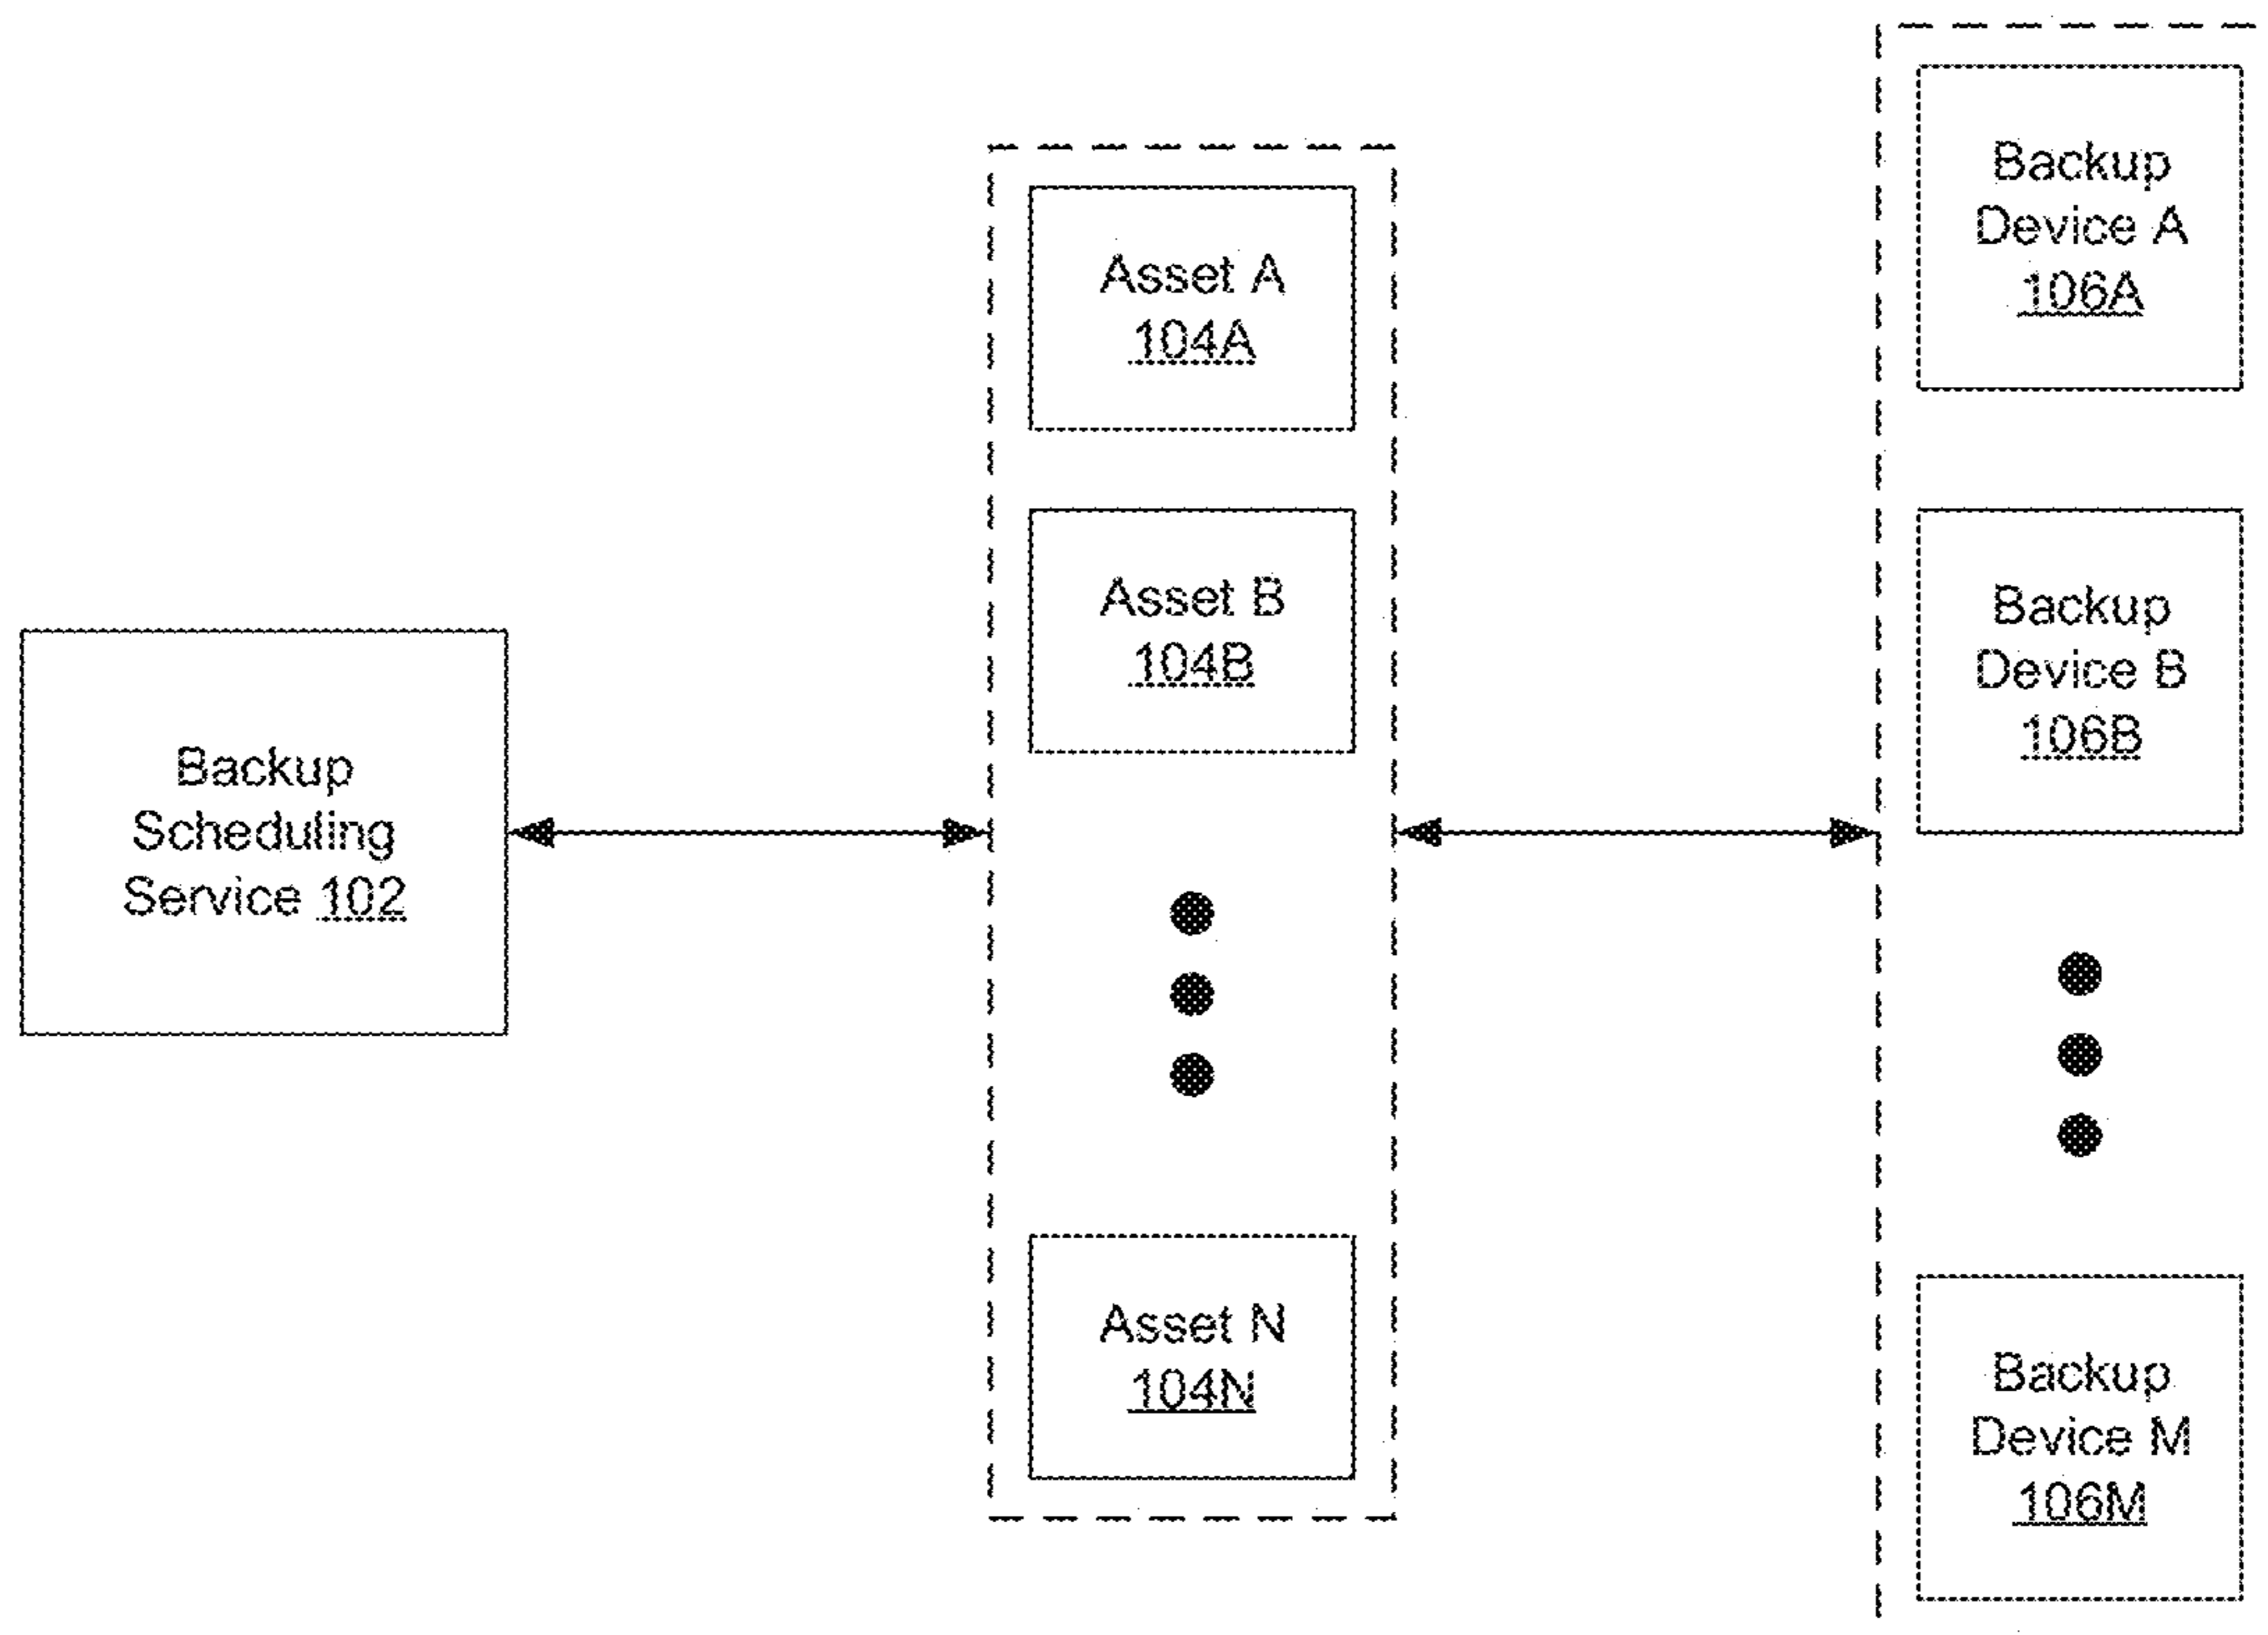 Backup
Scheduling
Service 102
Asset A
104A
Asset B
104B
Asset N
104N
Backup
Device A
106A
Backup
Device B
106B
Backup
Device M
106M